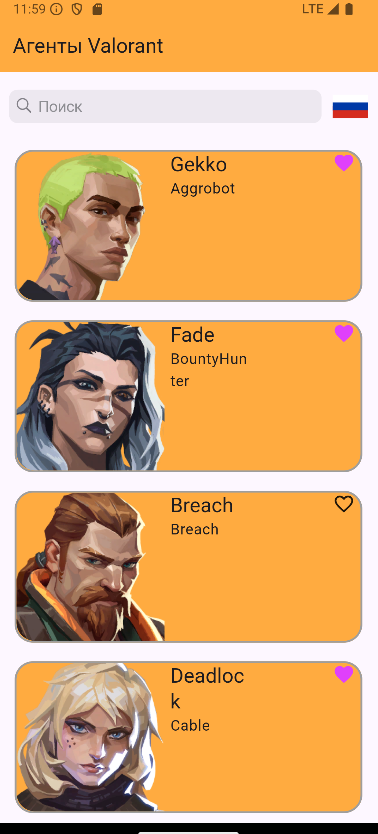 11:59 LTE
Агенты Valorant
Поиск
Gekko
Aggrobot
Fade
BountyHun
ter
Breach
Breach
Deadloc
k
Cable